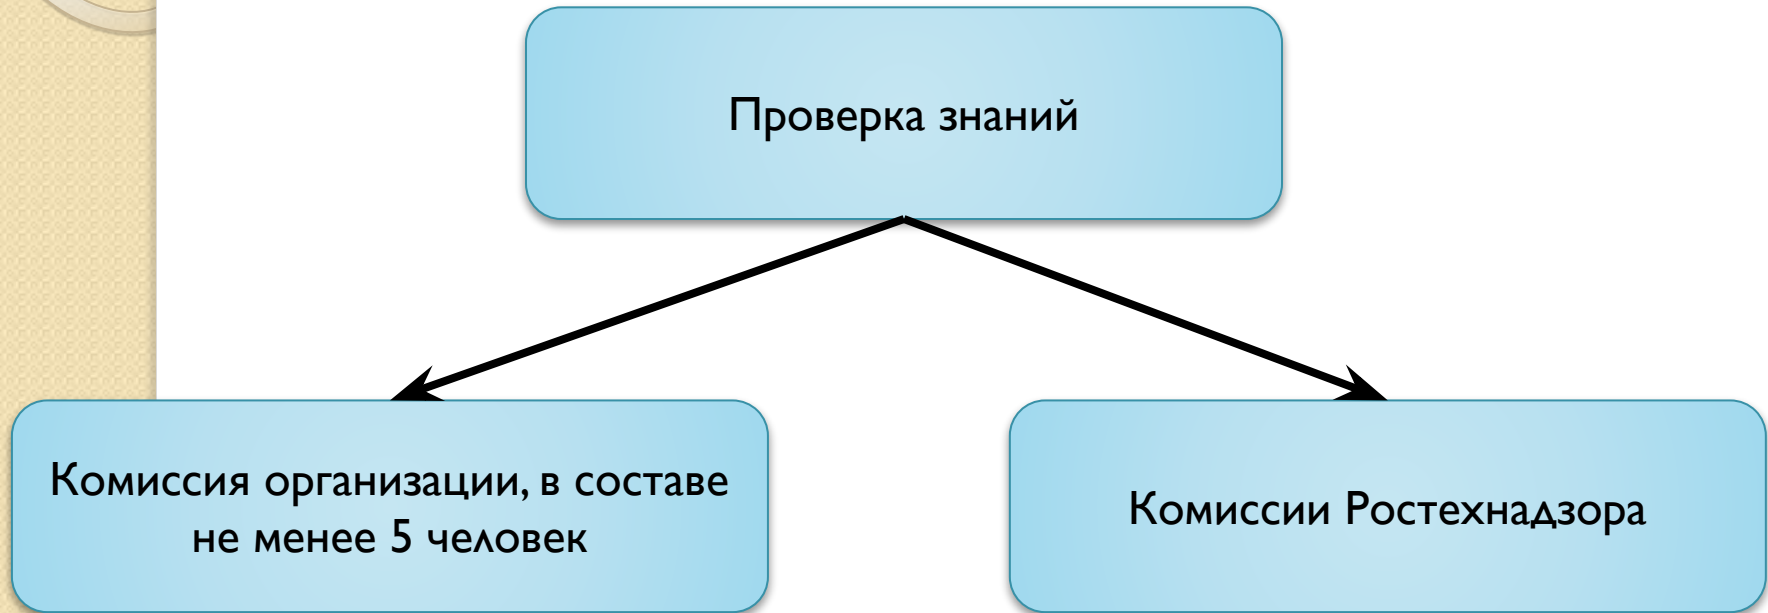 Проверка знаний
Комиссия организации, в составе
не менее 5 человек
Комиссии Ростехнадзора